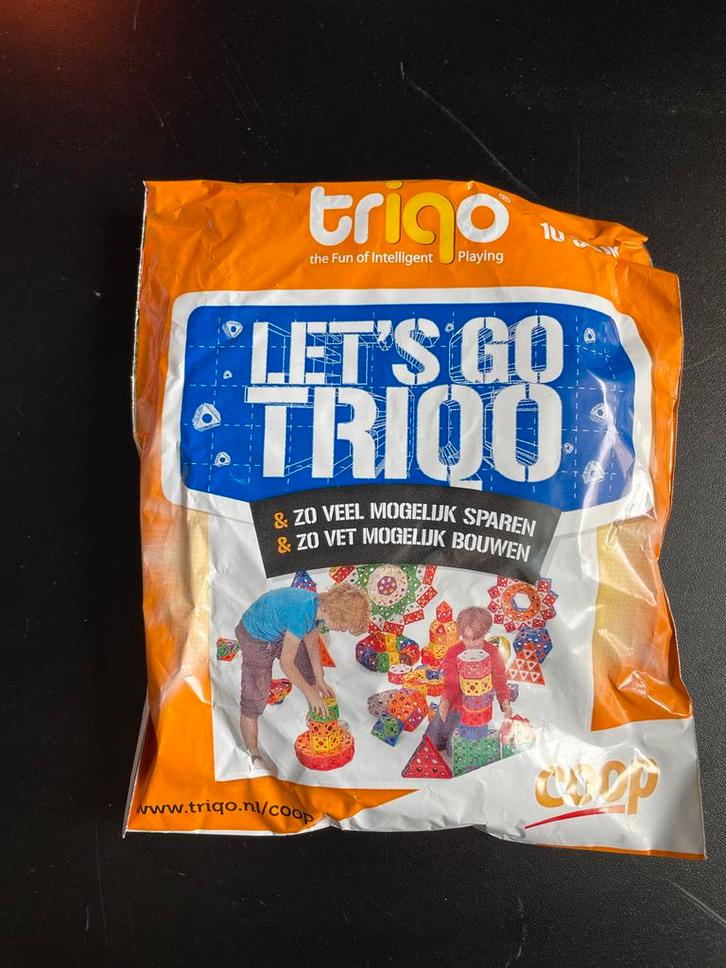 triqo®
the Fun of Intelligent Playing
10
LET'S GO
TRIQO
& ZO VEEL MOGELIJK SPAREN
& ZO VET MOGELIJK BOUWEN
coop
www.triqo.nl/coop